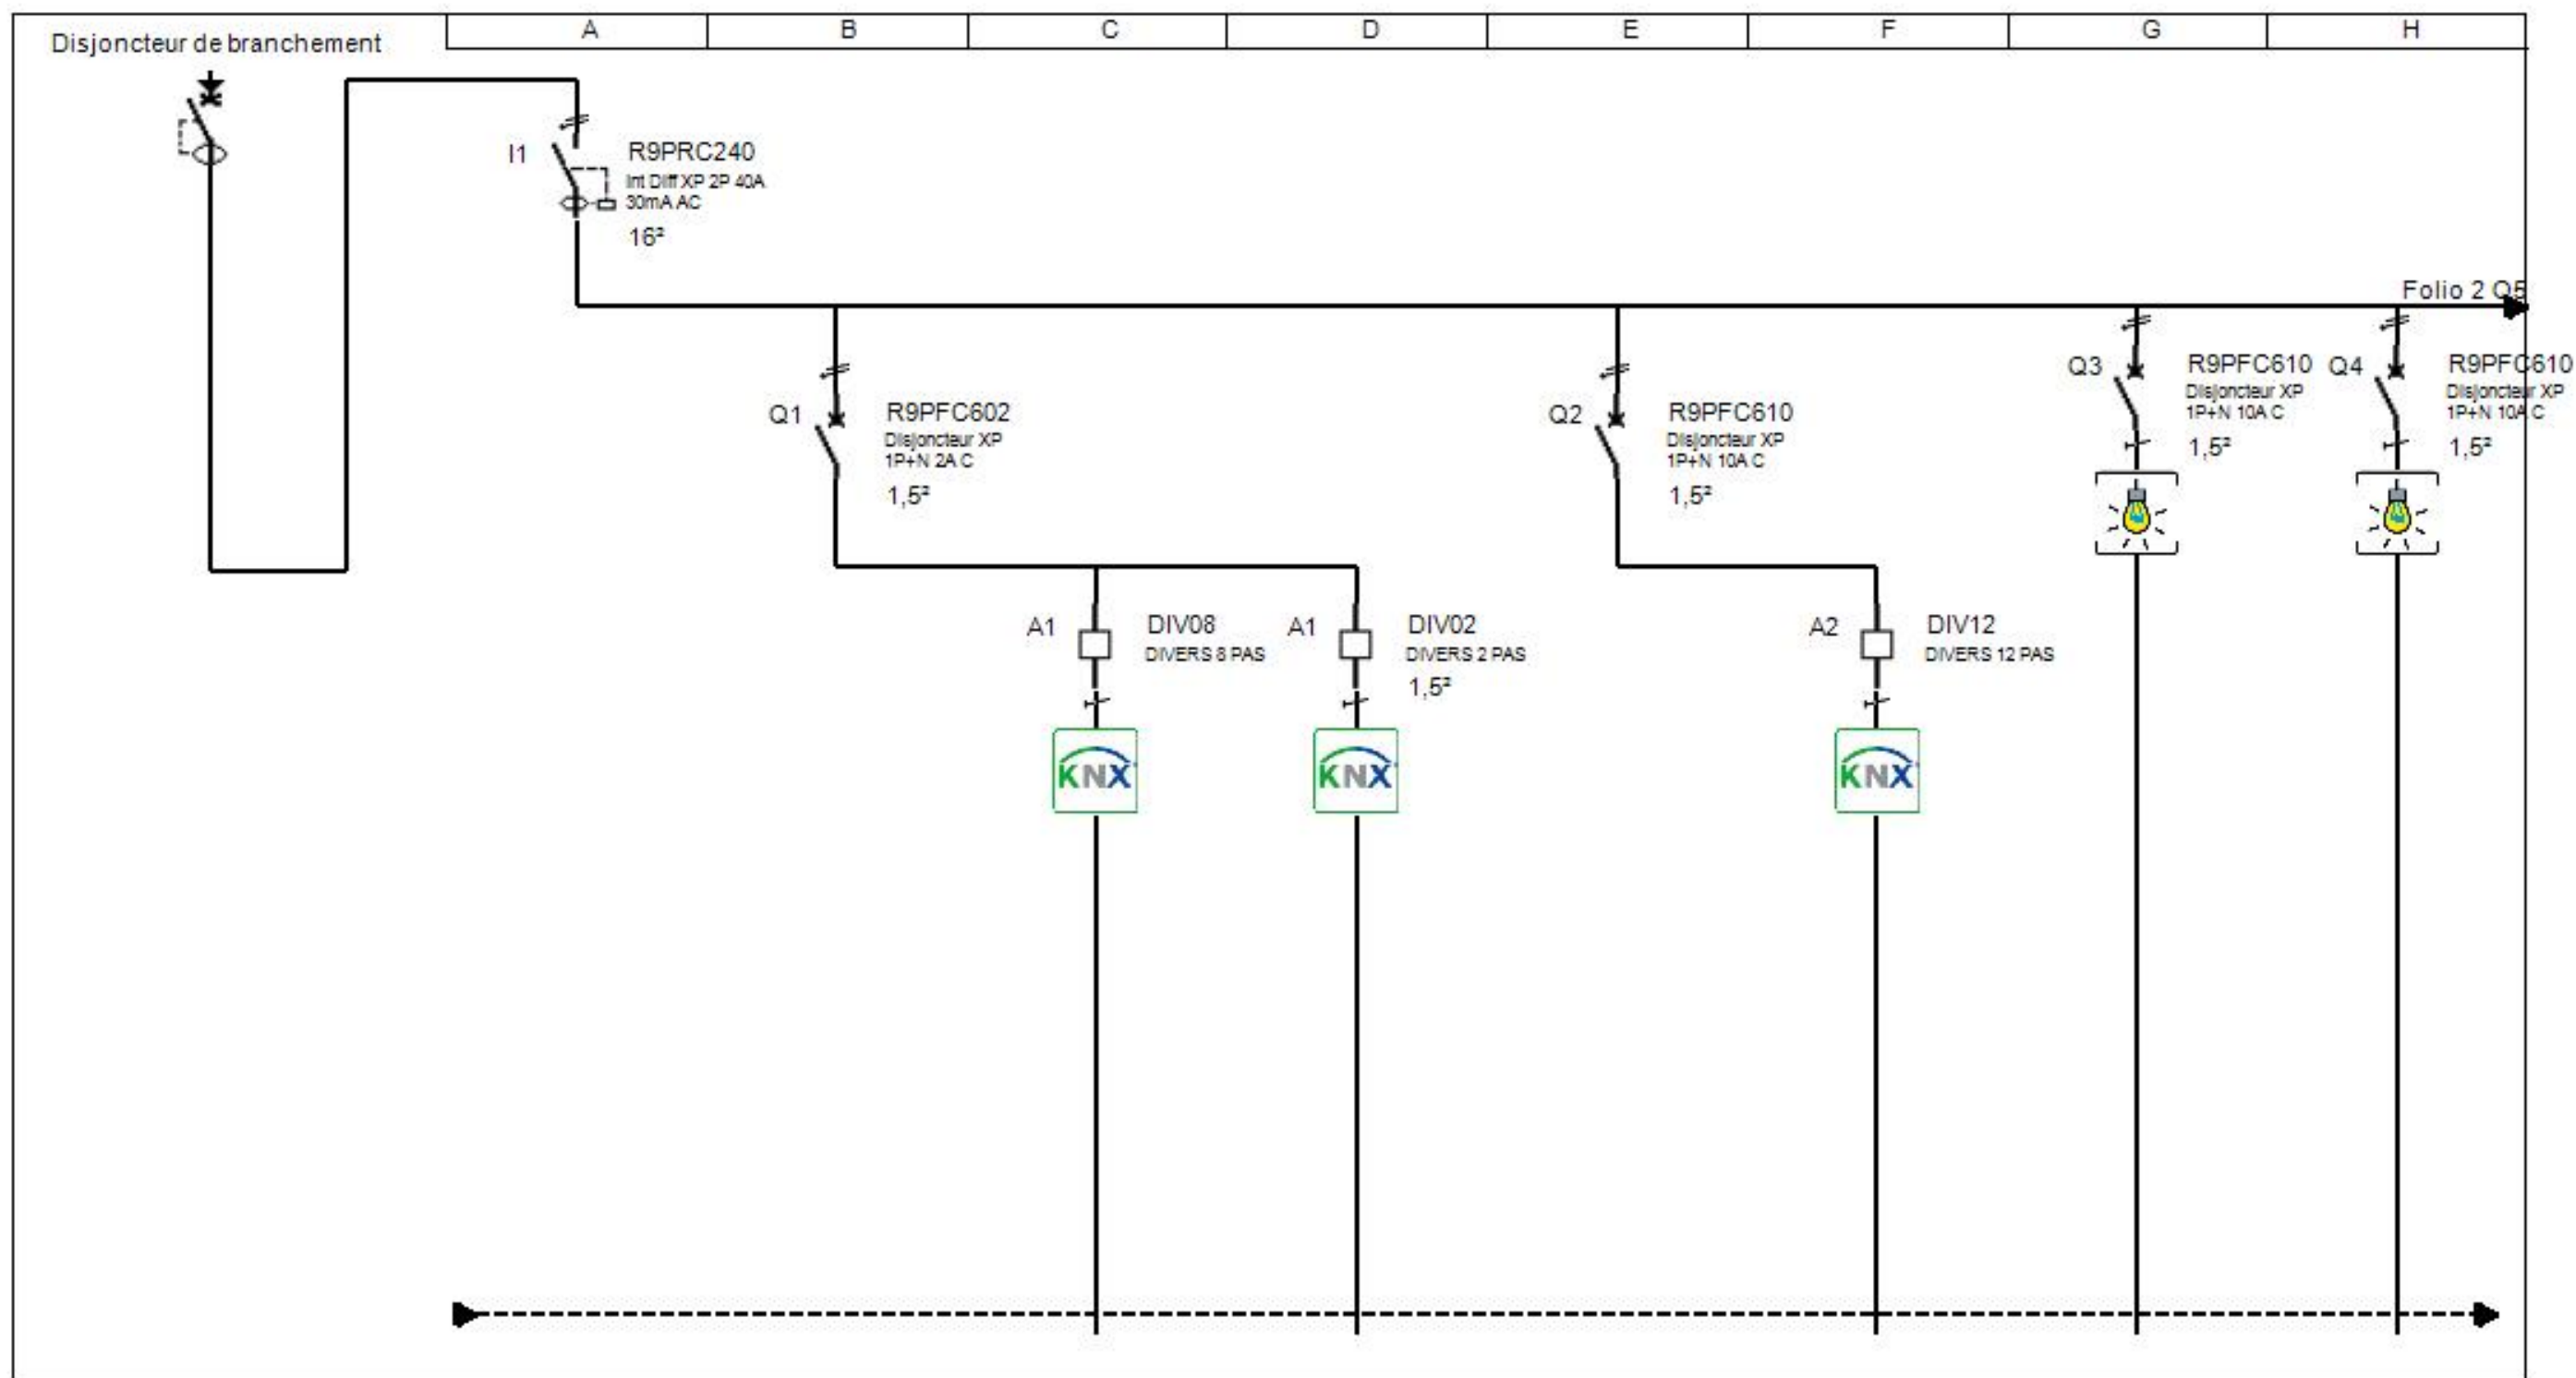 Disjoncteur de branchement
A
B
C
D
E
F
G
H
I1
R9PRC240
Int Diff XP 2P 40A
30mA AC
16²
Folio 2 Q5
Q1
R9PFC602
Disjoncteur XP
1P+N 2A C
1,5²
Q2
R9PFC610
Disjoncteur XP
1P+N 10A C
1,5²
Q3
R9PFC610
Disjoncteur XP
1P+N 10A C
1,5²
Q4
R9PFC610
Disjoncteur XP
1P+N 10A C
1,5²
A1
DIV08
DIVERS 8 PAS
A1
DIV02
DIVERS 2 PAS
1,5²
A2
DIV12
DIVERS 12 PAS
KNX
KNX
KNX